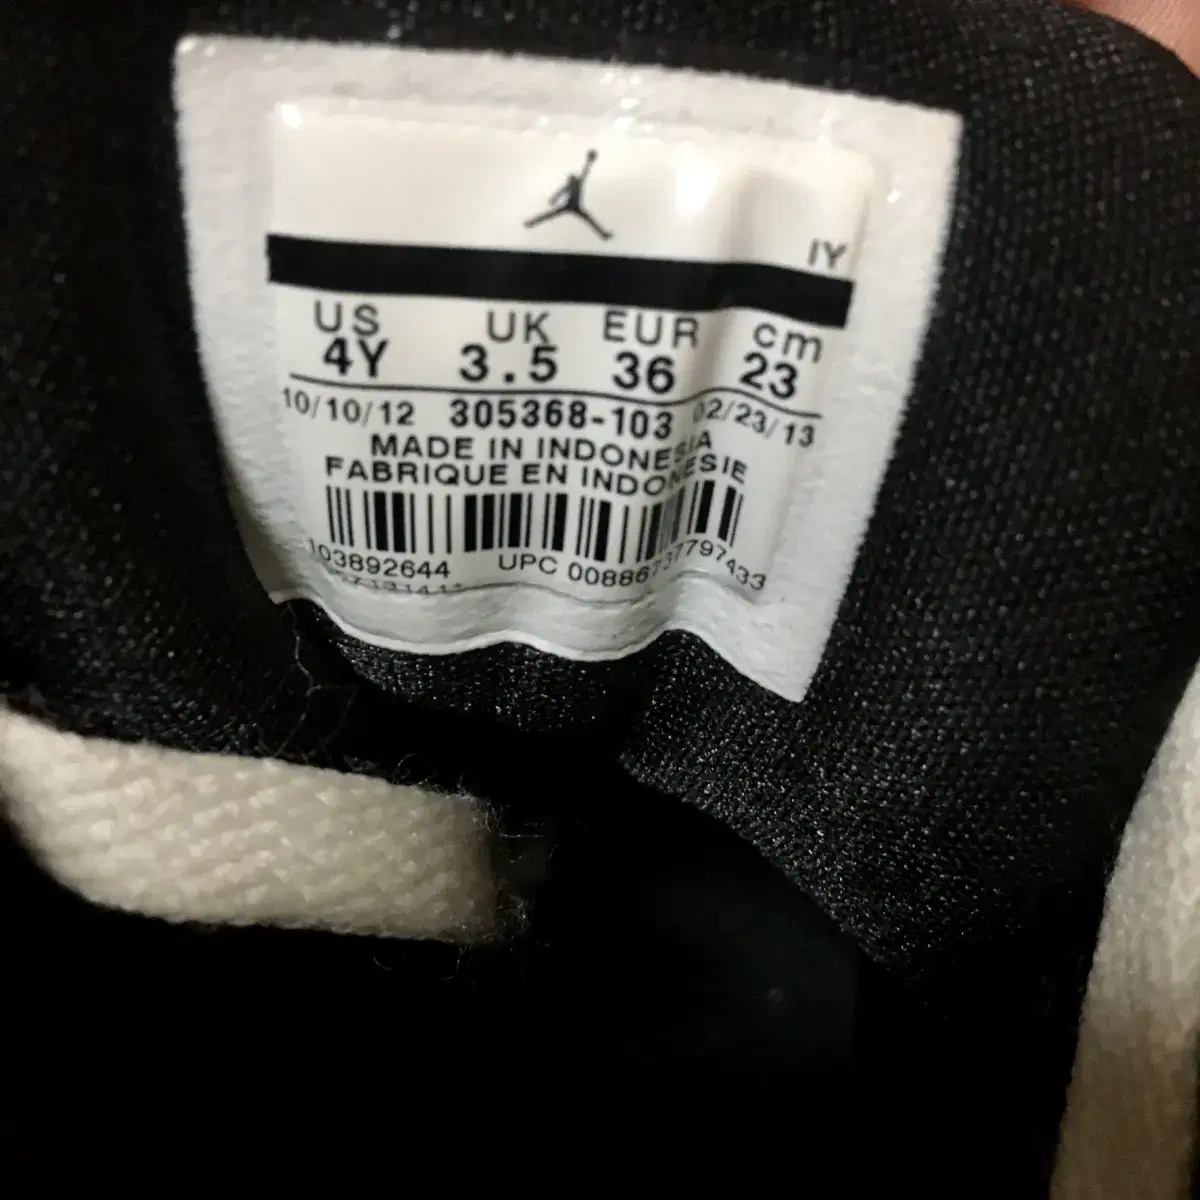 IY
US UK EUR cm
4Y 3.5 36 23
10/10/12 305368-103 02/23/13
MADE IN INDONESIA
FABRIQUE EN INDONESIE
103892644 UPC 00886737797433